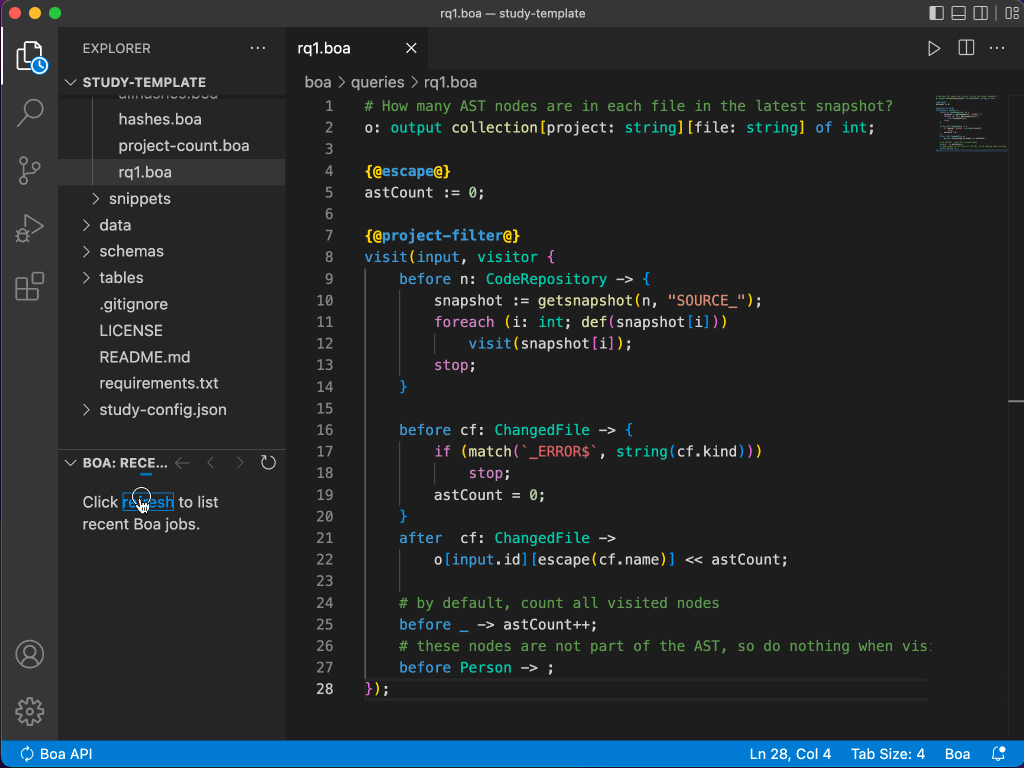 rq1.boa — study-template
EXPLORER
STUDY-TEMPLATE
hashes.boa
project-count.boa
rq1.boa
snippets
data
schemas
tables
.gitignore
LICENSE
README.md
requirements.txt
study-config.json
BOA: RECE...
Click refresh to list
recent Boa jobs.
rq1.boa
boa > queries > rq1.boa
1 # How many AST nodes are in each file in the latest snapshot?
2 o: output collection[project: string][file: string] of int;
3
4 {@escape@}
5 astCount := 0;
6
7 {@project-filter@}
8 visit(input, visitor {
9 before n: CodeRepository -> {
10 snapshot := getsnapshot(n, "SOURCE_");
11 foreach (i: int; def(snapshot[i]))
12 visit(snapshot[i]);
13 stop;
14 }
15
16 before cf: ChangedFile -> {
17 if (match(`_ERROR$`, string(cf.kind)))
18 stop;
19 astCount = 0;
20 }
21 after  cf: ChangedFile ->
22 o[input.id][escape(cf.name)] << astCount;
23
24 # by default, count all visited nodes
25 before _ -> astCount++;
26 # these nodes are not part of the AST, so do nothing when vis
27 before Person -> ;
28 });
Boa API
Ln 28, Col 4
Tab Size: 4
Boa